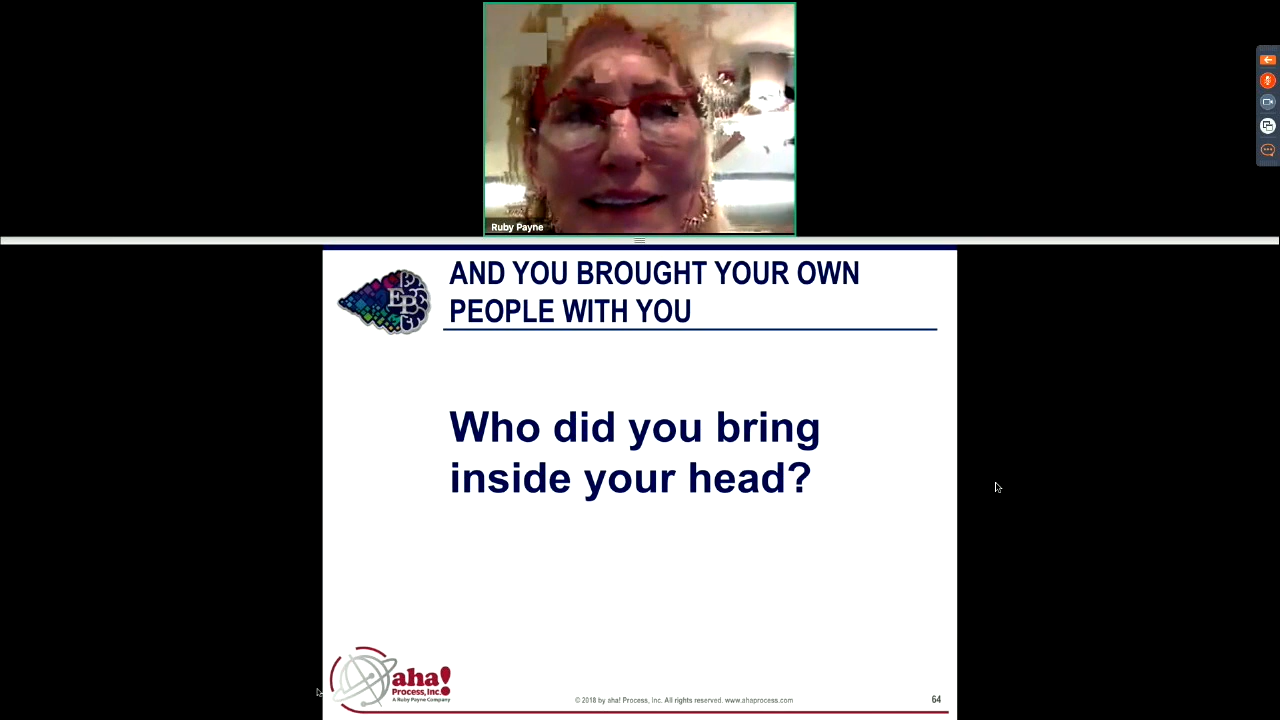 Ruby Payne
AND YOU BROUGHT YOUR OWN
PEOPLE WITH YOU
EP
Who did you bring
inside your head?
aha!
Process, Inc.
A Ruby Payne Company
© 2018 by aha! Process, Inc. All rights reserved. www.ahaprocess.com
64